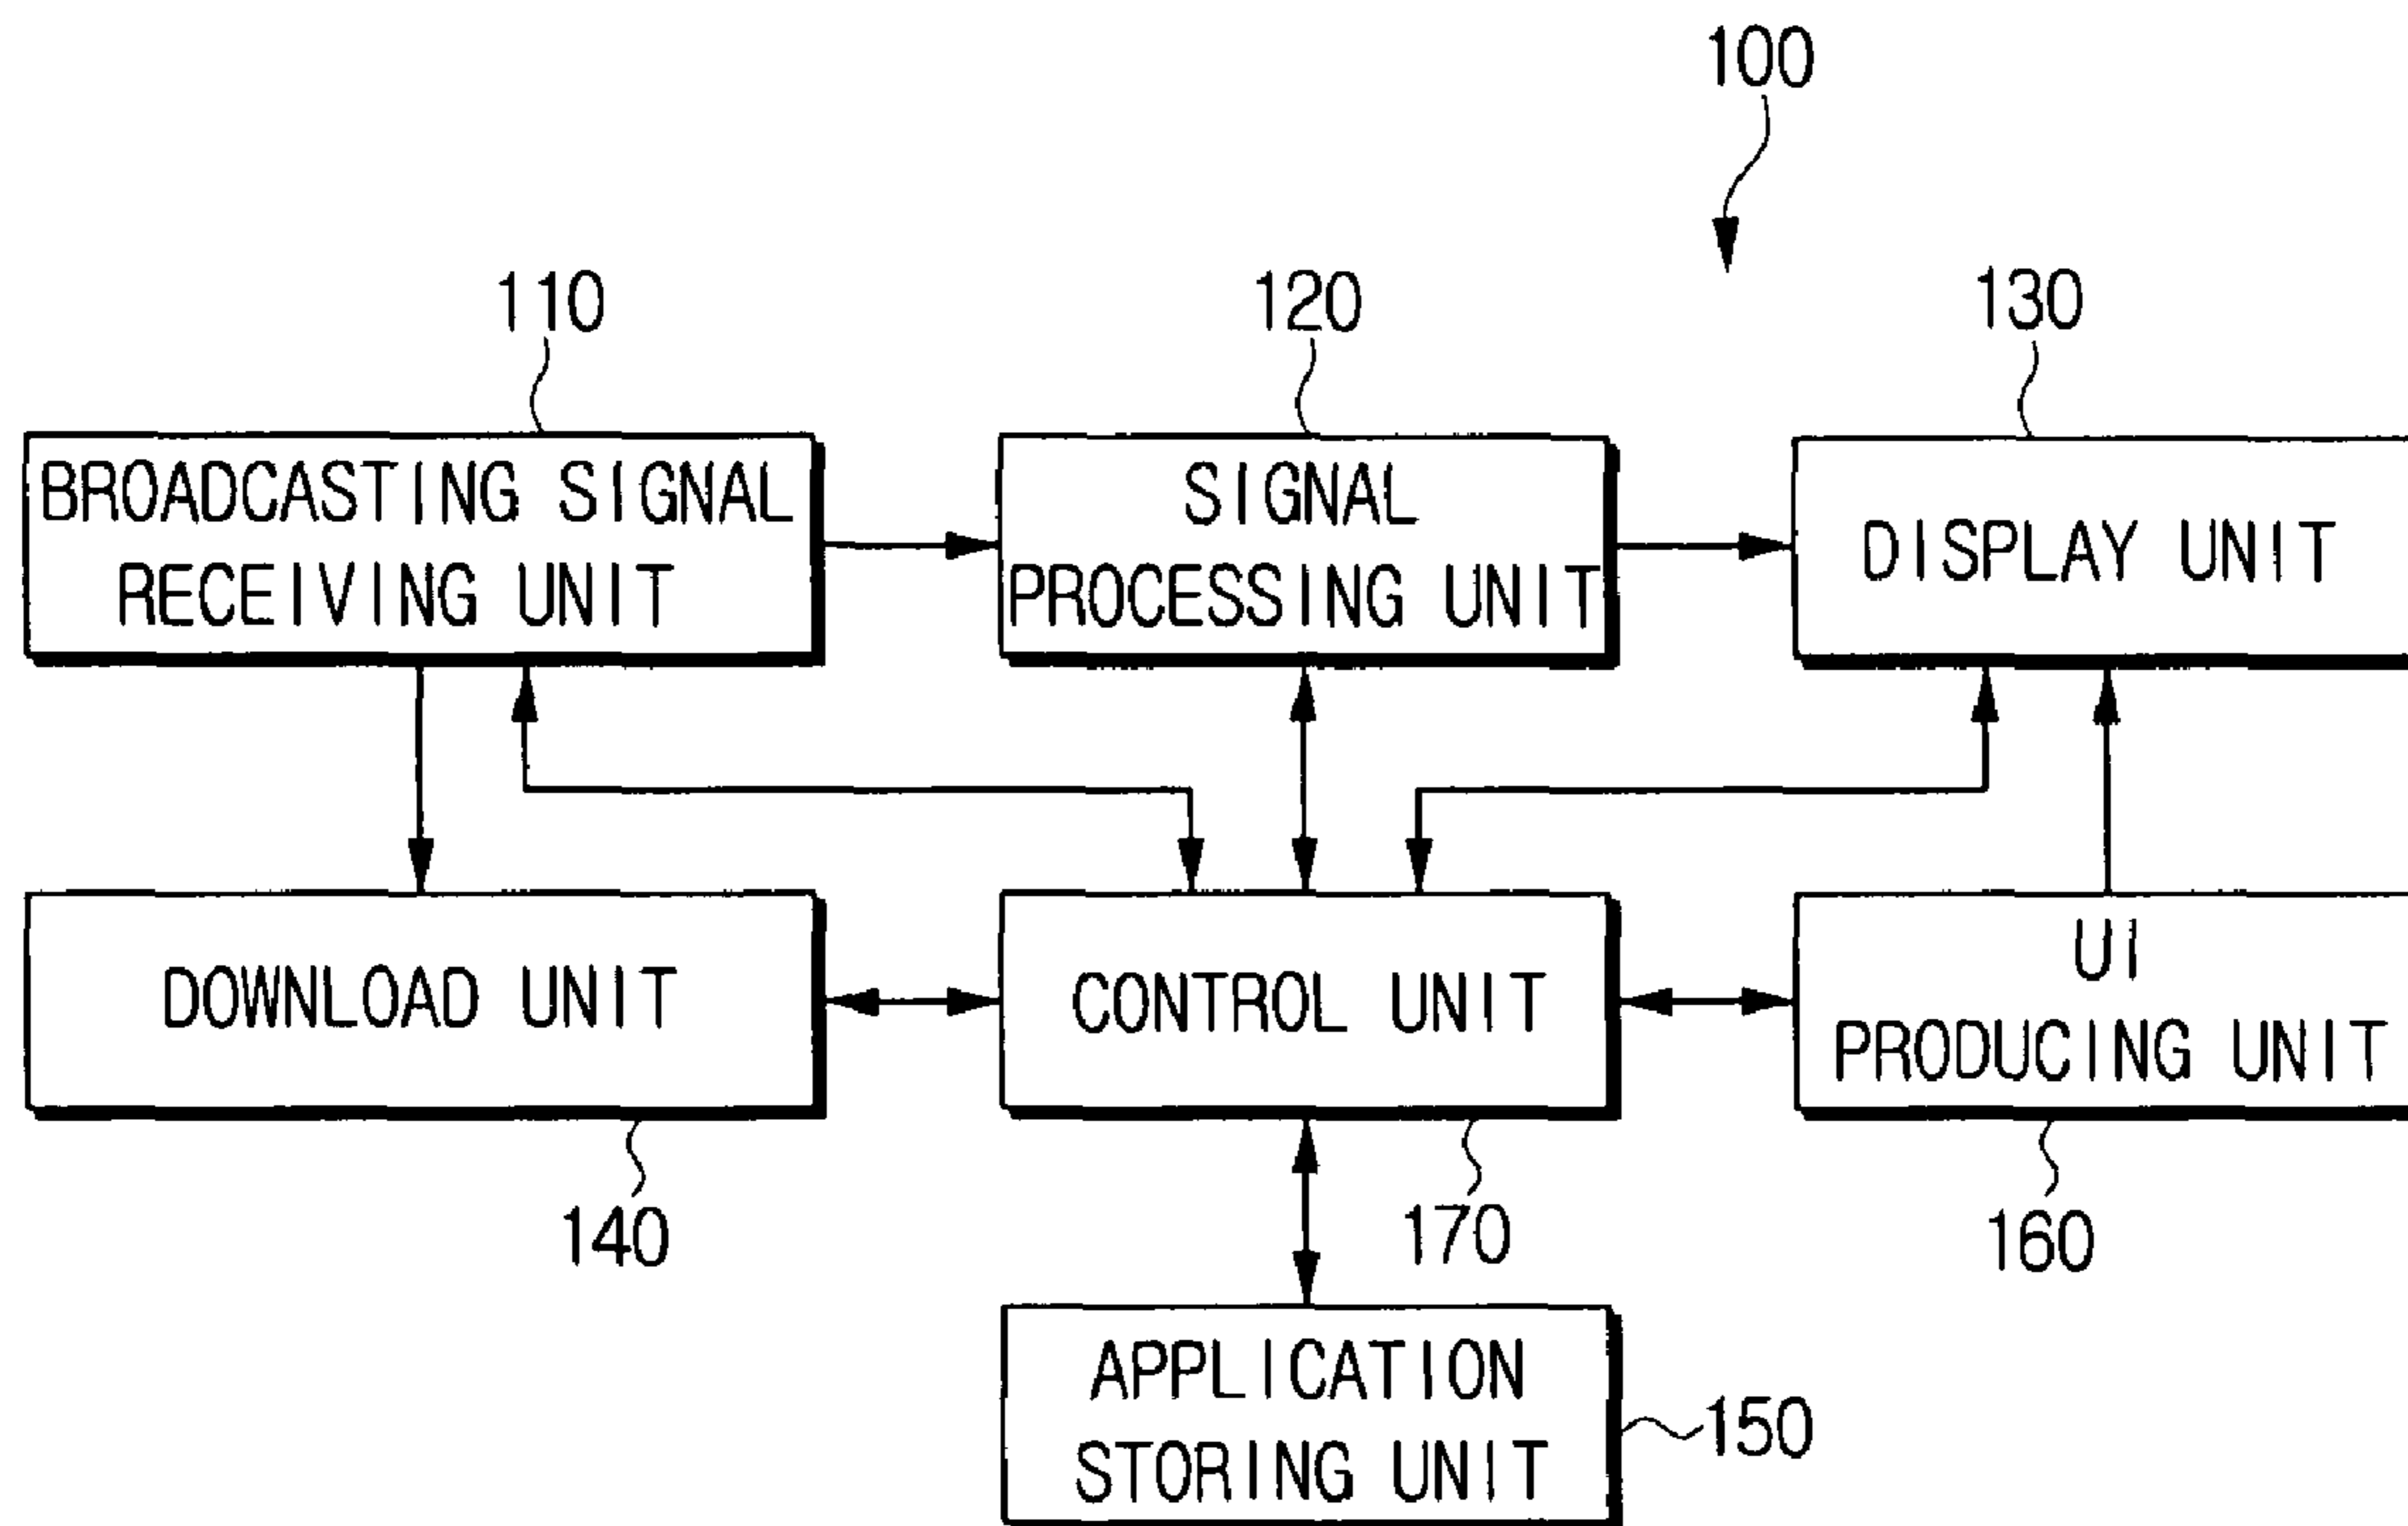 100
110
120
130
BROADCASTING SIGNAL
RECEIVING UNIT
SIGNAL
PROCESSING UNIT
DISPLAY UNIT
DOWNLOAD UNIT
CONTROL UNIT
UI
PRODUCING UNIT
140
170
160
APPLICATION
STORING UNIT
150